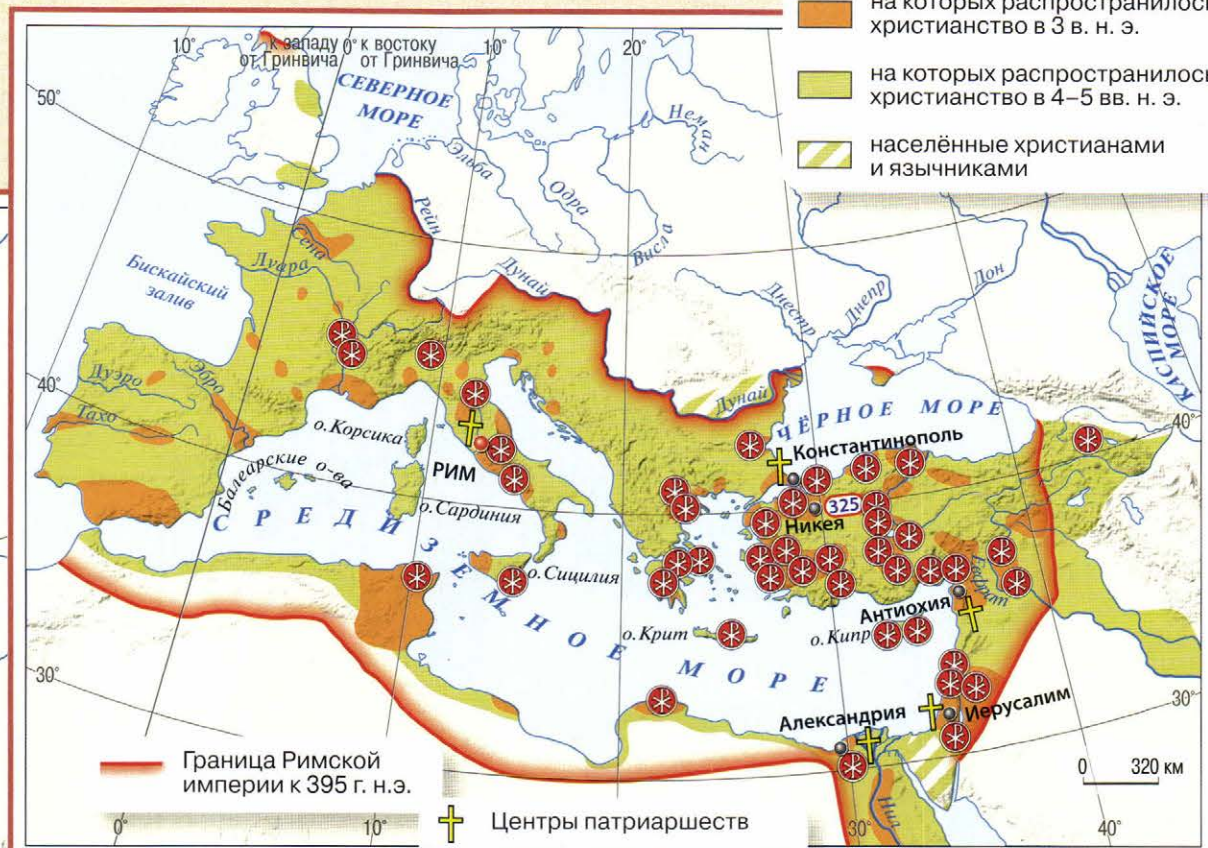 на которых распространилось
христианство в 3 в. н. э.
на которых распространилось
христианство в 4–5 вв. н. э.
населённые христианами
и язычниками
10°
к западу 0° к востоку
от Гринвича от Гринвича
10°
20°
30°
50°
СЕВЕРНОЕ
МОРЕ
Неман
Эльба
Одра
Висла
Рейн
Сена
Луара
Дунай
Днестр
Днепр
Дон
КАСПИЙСКОЕ
МОРЕ
Бискайский
залив
40°
Дуэро
Эбро
Тахо
Дунай
ЧЁРНОЕ МОРЕ
40°
о. Корсика
РИМ
Константинополь
Балеарские о-ва
о. Сардиния
325
Никея
СРЕДИЗЕМНОЕ МОРЕ
о. Сицилия
Евфрат
Антиохия
о. Крит
о. Кипр
30°
30°
Александрия
Иерусалим
Граница Римской
империи к 395 г. н.э.
0 320 км
Нил
0°
10°
Центры патриаршеств
30°
40°